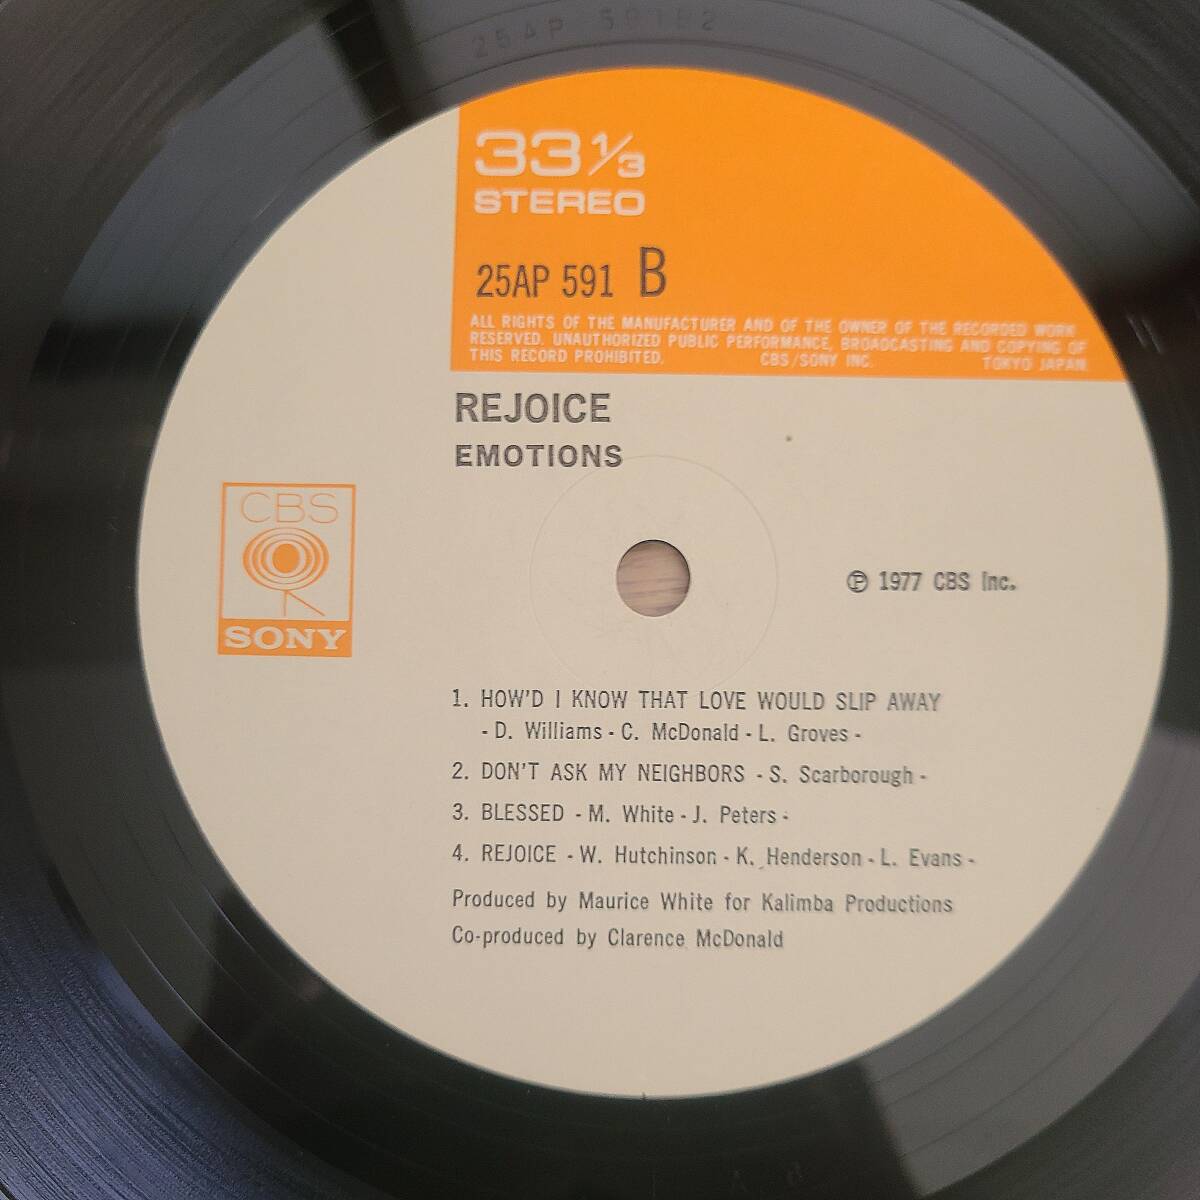 33 1/3
STEREO
25AP 591 B
ALL RIGHTS OF THE MANUFACTURER AND OF THE OWNER OF THE RECORDED WORK
RESERVED. UNAUTHORIZED PUBLIC PERFORMANCE, BROADCASTING AND COPYING OF
THIS RECORD PROHIBITED. CBS/SONY INC. TOKYO JAPAN
REJOICE
EMOTIONS
CBS
SONY
℗ 1977 CBS Inc.
1. HOW'D I KNOW THAT LOVE WOULD SLIP AWAY
- D. Williams - C. McDonald - L. Groves -
2. DON'T ASK MY NEIGHBORS - S. Scarborough -
3. BLESSED - M. White - J. Peters -
4. REJOICE - W. Hutchinson - K. Henderson - L. Evans -
Produced by Maurice White for Kalimba Productions
Co-produced by Clarence McDonald